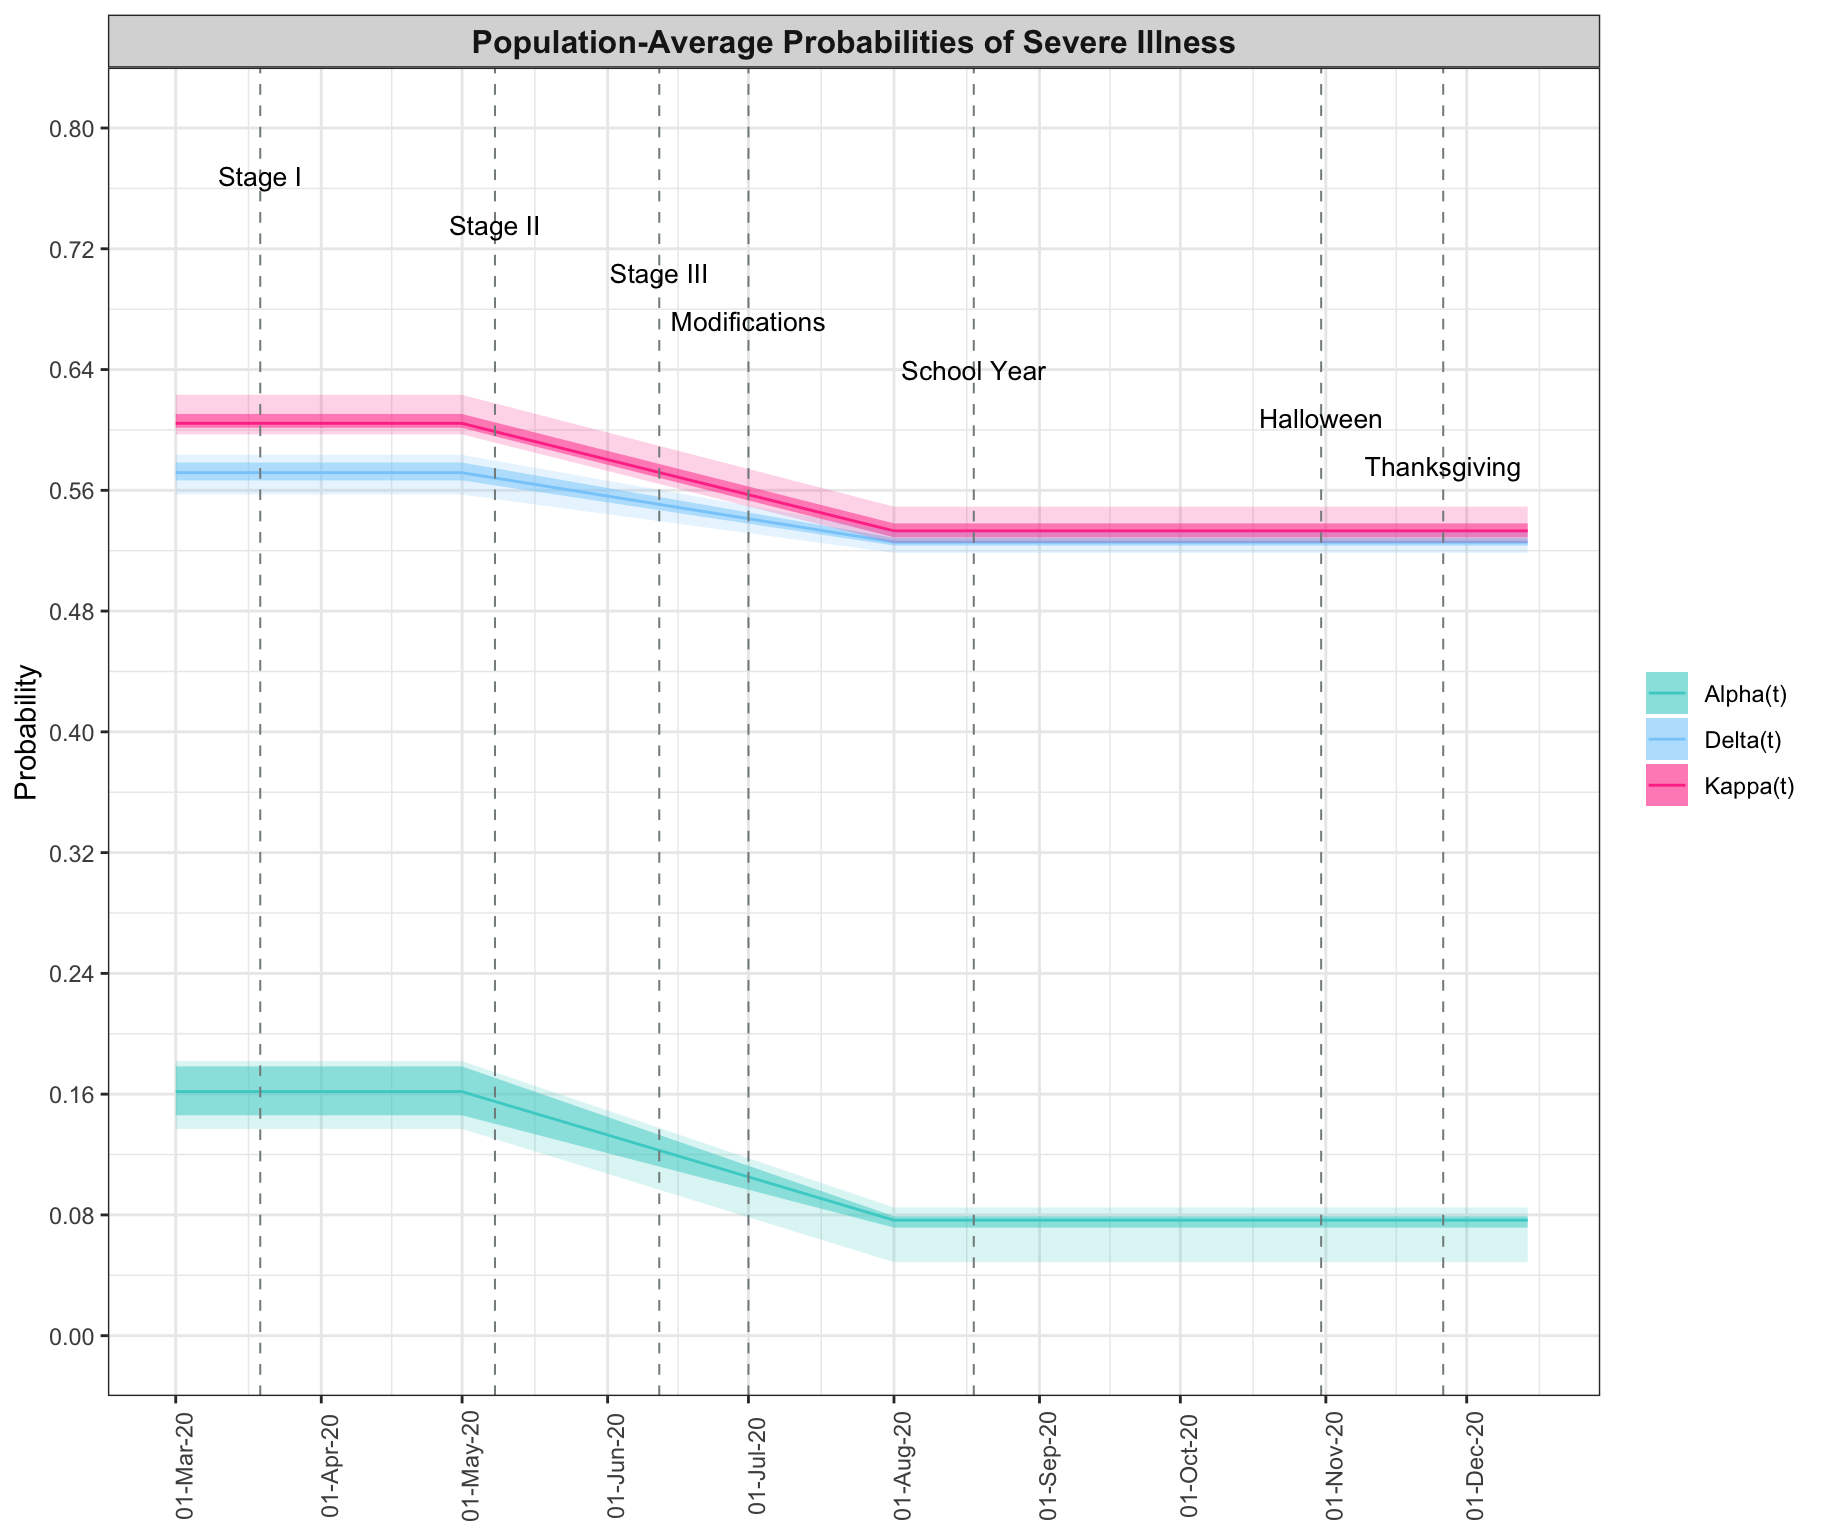 Population-Average Probabilities of Severe Illness
Probability
0.80
0.72
0.64
0.56
0.48
0.40
0.32
0.24
0.16
0.08
0.00
Stage I
Stage II
Stage III
Modifications
School Year
Halloween
Thanksgiving
01-Mar-20
01-Apr-20
01-May-20
01-Jun-20
01-Jul-20
01-Aug-20
01-Sep-20
01-Oct-20
01-Nov-20
01-Dec-20
Alpha(t)
Delta(t)
Kappa(t)